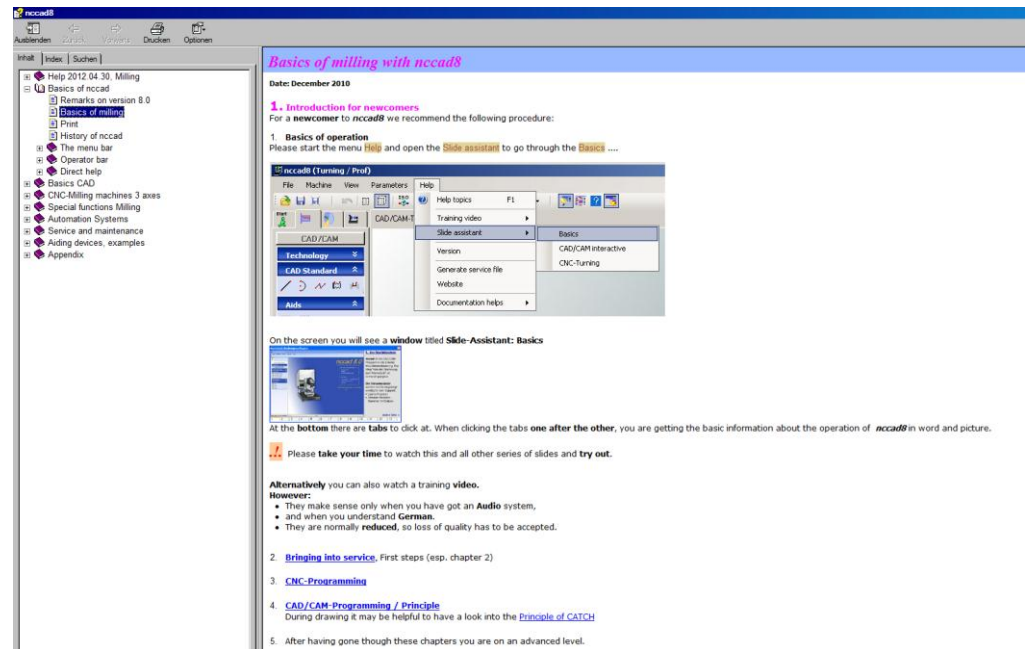 nccad8
Ausblenden Zurück Vorwärts Drucken Optionen
Inhalt Index Suchen
Help 2012.04.30, Milling
Basics of nccad
Remarks on version 8.0
Basics of milling
Print
History of nccad
The menu bar
Operator bar
Direct help
Basics CAD
CNC-Milling machines 3 axes
Special functions Milling
Automation Systems
Service and maintenance
Aiding devices, examples
Appendix
Basics of milling with nccad8
Date: December 2010
1. Introduction for newcomers
For a newcomer to nccad8 we recommend the following procedure:
1. Basics of operation
Please start the menu Help and open the Slide assistant to go through the Basics ....
nccad8 (Turning / Prof)
File Machine View Parameters Help
Help topics F1
Start CAD/CAM-T
Training video
CAD/CAM
Slide assistant Basics
Technology
Version CAD/CAM interactive
CAD Standard
CNC-Turning
Generate service file
Website
Aids
Documentation helps
On the screen you will see a window titled Slide-Assistant: Basics
nccad 8.0
At the bottom there are tabs to click at. When clicking the tabs one after the other, you are getting the basic information about the operation of nccad8 in word and picture.
.!. Please take your time to watch this and all other series of slides and try out.
Alternatively you can also watch a training video.
However:
• They make sense only when you have got an Audio system,
• and when you understand German.
• They are normally reduced, so loss of quality has to be accepted.
2. Bringing into service, First steps (esp. chapter 2)
3. CNC-Programming
4. CAD/CAM-Programming / Principle
During drawing it may be helpful to have a look into the Principle of CATCH
5. After having gone though these chapters you are on an advanced level.